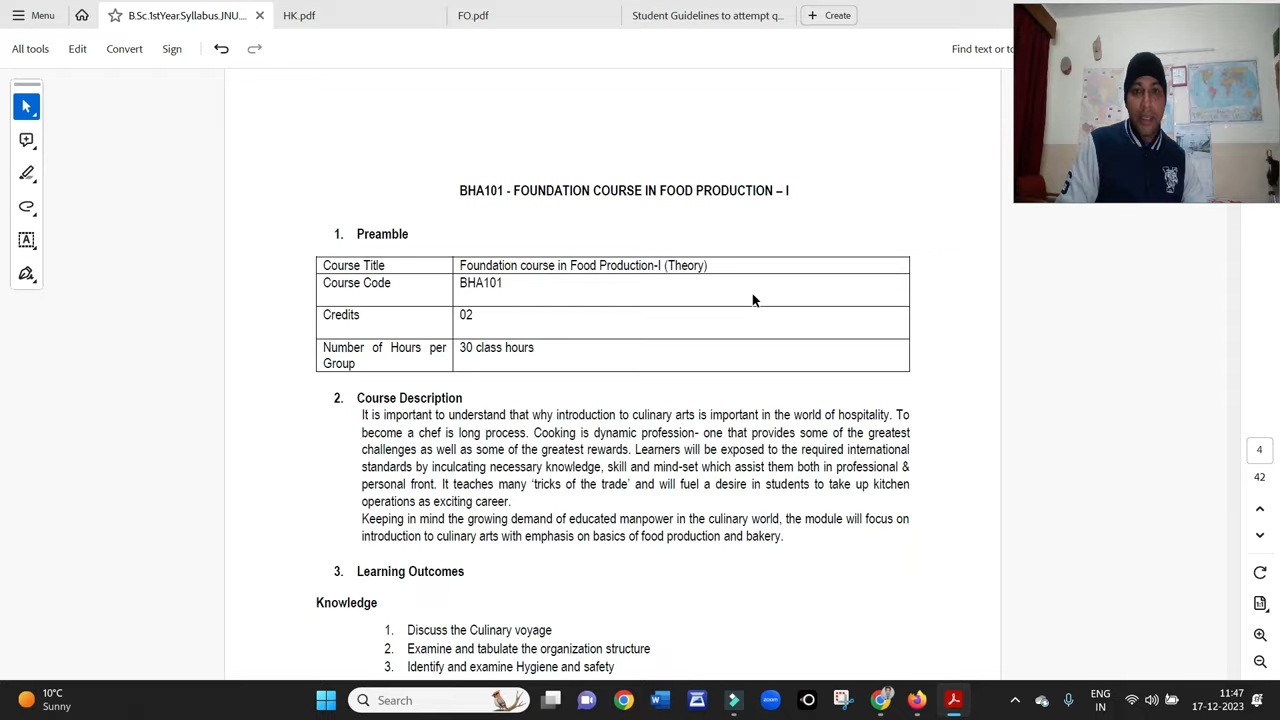 Menu
B.Sc.1stYear.Syllabus.JNU....
HK.pdf
FO.pdf
Student Guidelines to attempt q...
Create
All tools
Edit
Convert
Sign
Find text or to
BHA101 - FOUNDATION COURSE IN FOOD PRODUCTION – I
1. Preamble
Course Title Foundation course in Food Production-I (Theory)
Course Code BHA101
Credits 02
Number of Hours per 30 class hours
Group
2. Course Description
It is important to understand that why introduction to culinary arts is important in the world of hospitality. To
become a chef is long process. Cooking is dynamic profession- one that provides some of the greatest
challenges as well as some of the greatest rewards. Learners will be exposed to the required international
standards by inculcating necessary knowledge, skill and mind-set which assist them both in professional &
personal front. It teaches many ‘tricks of the trade’ and will fuel a desire in students to take up kitchen
operations as exciting career.
Keeping in mind the growing demand of educated manpower in the culinary world, the module will focus on
introduction to culinary arts with emphasis on basics of food production and bakery.
3. Learning Outcomes
Knowledge
1. Discuss the Culinary voyage
2. Examine and tabulate the organization structure
3. Identify and examine Hygiene and safety
4
42
10°C
Sunny
Search
zoom
ENG
IN
11:47
17-12-2023